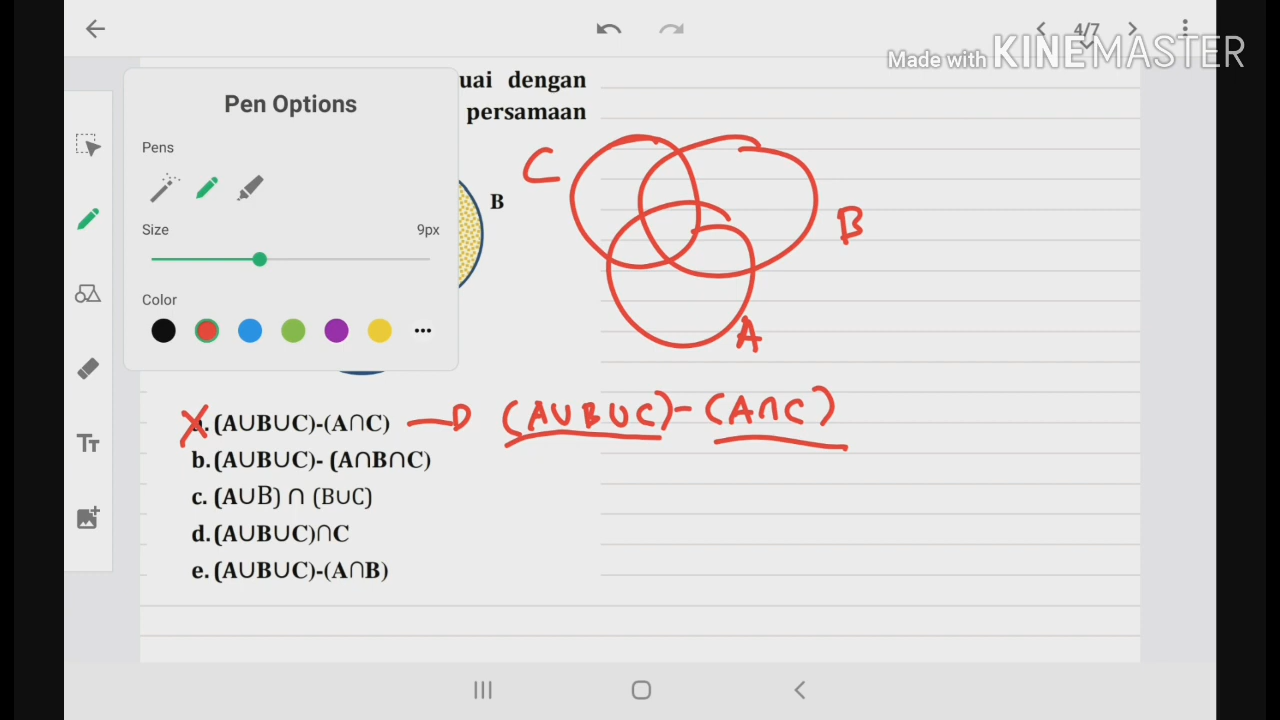 4/7
Made with KINEMASTER
uai dengan
persamaan
Pen Options
Pens
Size 9px
Color
B
C
B
A
a. (A∪B∪C)-(A∩C) (A∪B∪C)-(A∩C)
b. (A∪B∪C)- (A∩B∩C)
c. (A∪B) ∩ (B∪C)
d. (A∪B∪C)∩C
e. (A∪B∪C)-(A∩B)